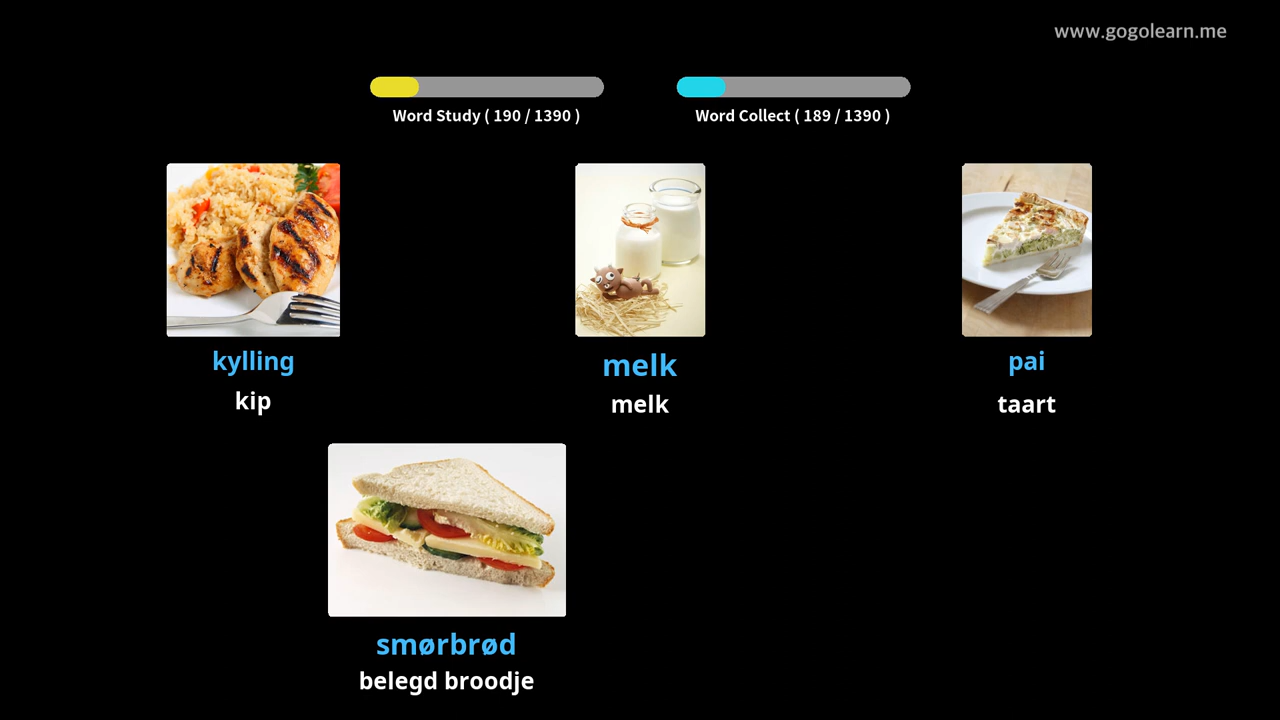 www.gogolearn.me
Word Study ( 190 / 1390 )
Word Collect ( 189 / 1390 )
kylling
kip
melk
melk
pai
taart
smørbrød
belegd broodje